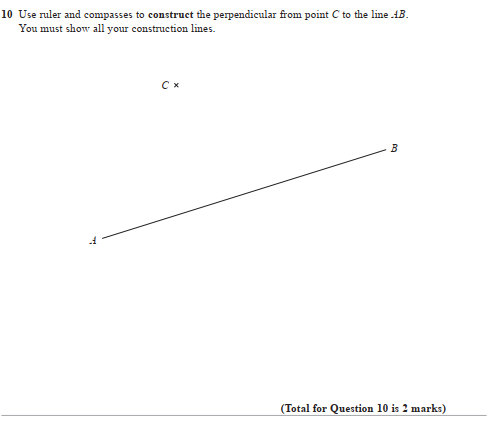 10 Use ruler and compasses to construct the perpendicular from point C to the line AB.
You must show all your construction lines.
C ×
B
A
(Total for Question 10 is 2 marks)